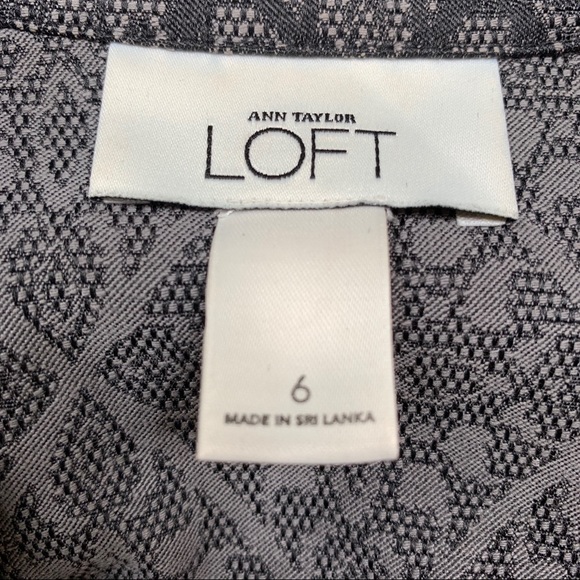 ANN TAYLOR
LOFT
6
MADE IN SRI LANKA